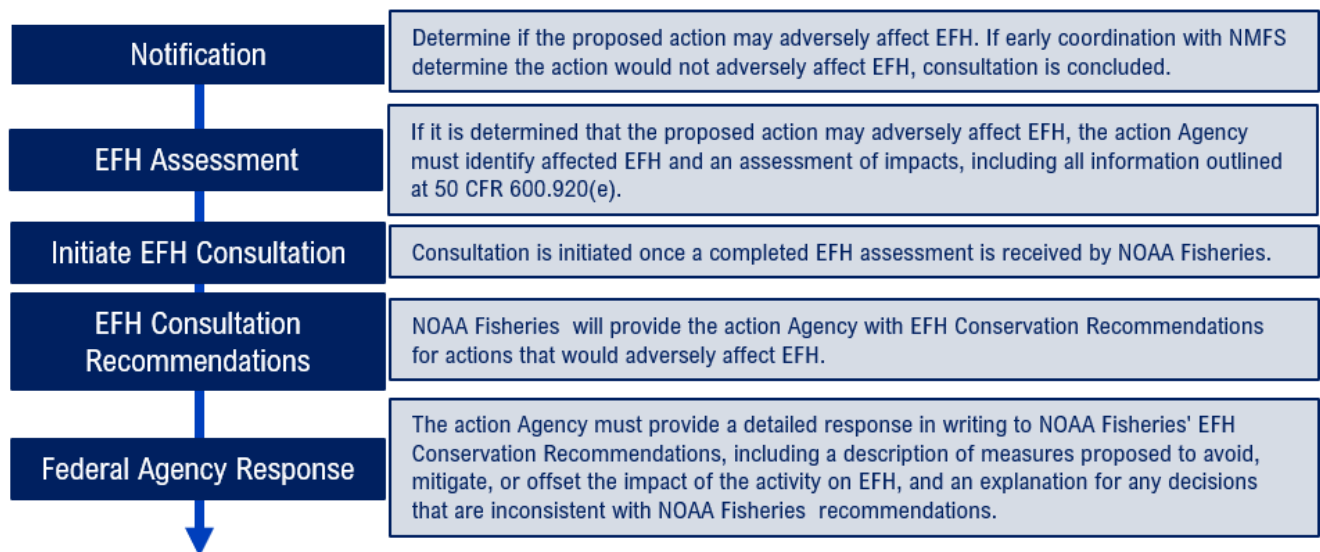 Notification
Determine if the proposed action may adversely affect EFH. If early coordination with NMFS
determine the action would not adversely affect EFH, consultation is concluded.
EFH Assessment
If it is determined that the proposed action may adversely affect EFH, the action Agency
must identify affected EFH and an assessment of impacts, including all information outlined
at 50 CFR 600.920(e).
Initiate EFH Consultation
Consultation is initiated once a completed EFH assessment is received by NOAA Fisheries.
EFH Consultation
Recommendations
NOAA Fisheries will provide the action Agency with EFH Conservation Recommendations
for actions that would adversely affect EFH.
Federal Agency Response
The action Agency must provide a detailed response in writing to NOAA Fisheries' EFH
Conservation Recommendations, including a description of measures proposed to avoid,
mitigate, or offset the impact of the activity on EFH, and an explanation for any decisions
that are inconsistent with NOAA Fisheries recommendations.